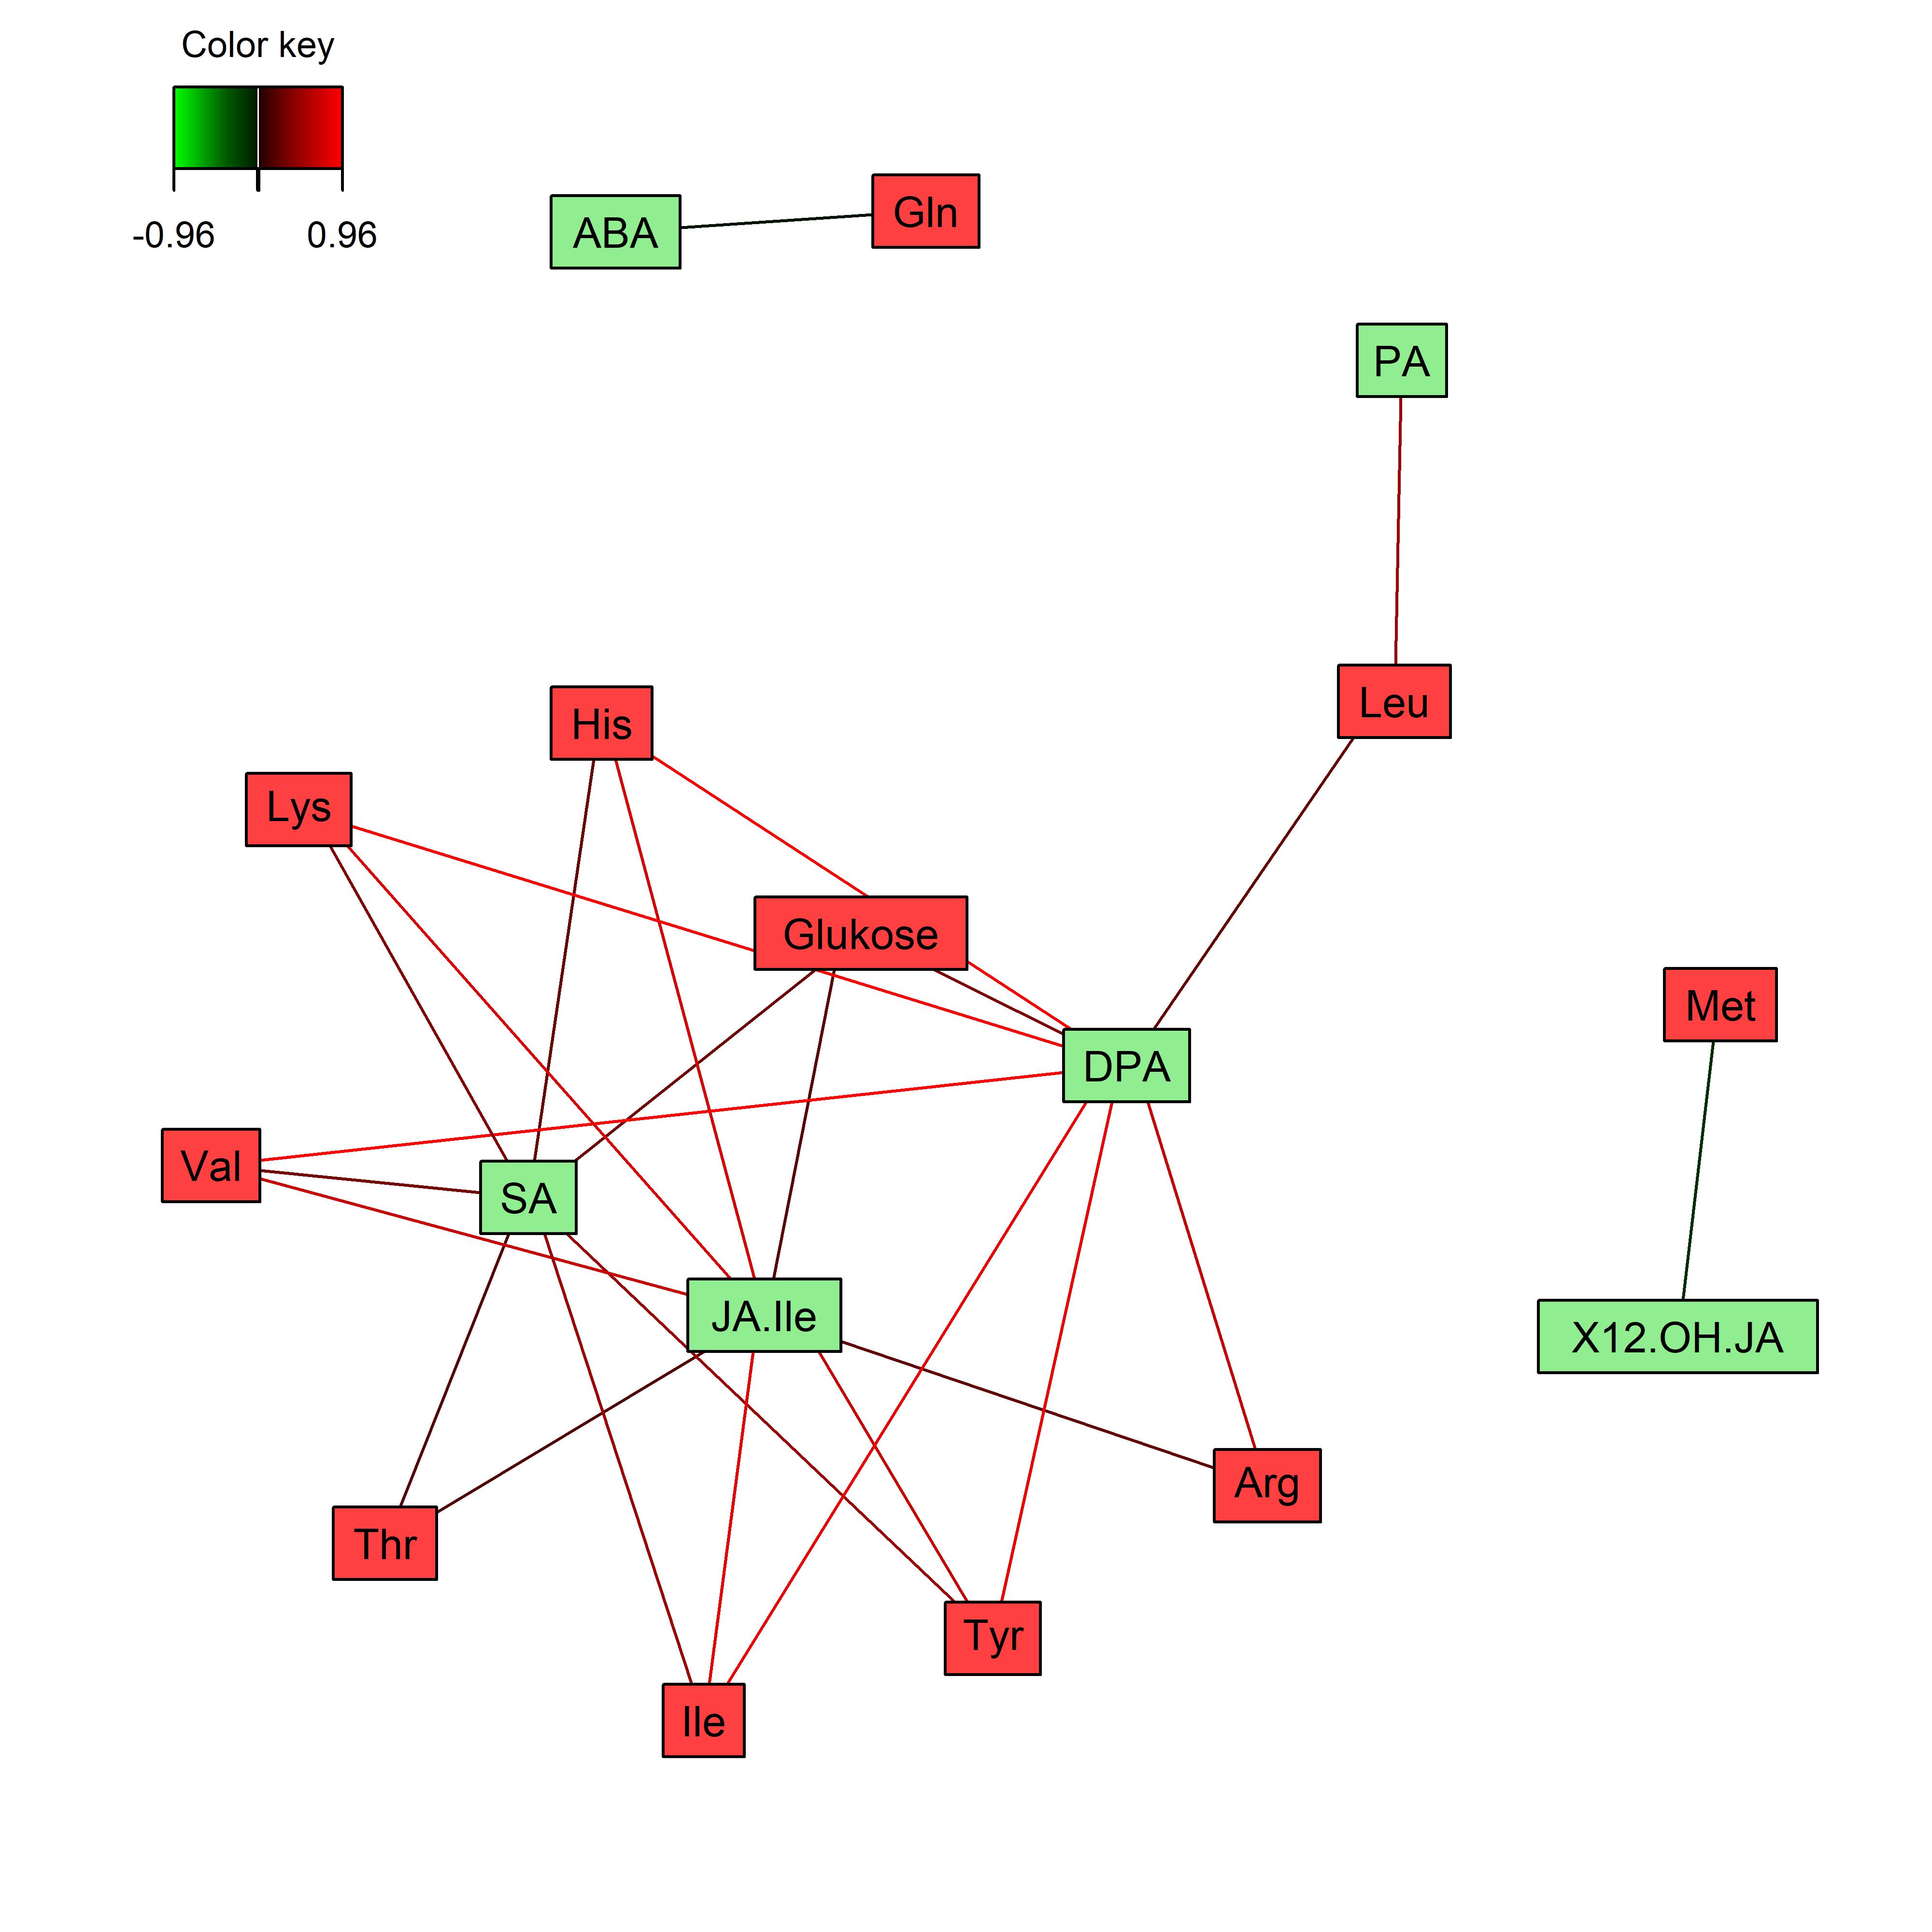 Color key
-0.96 0.96
ABA
Gln
PA
Leu
His
Lys
Glukose
Met
DPA
Val
SA
JA.Ile
X12.OH.JA
Arg
Thr
Tyr
Ile